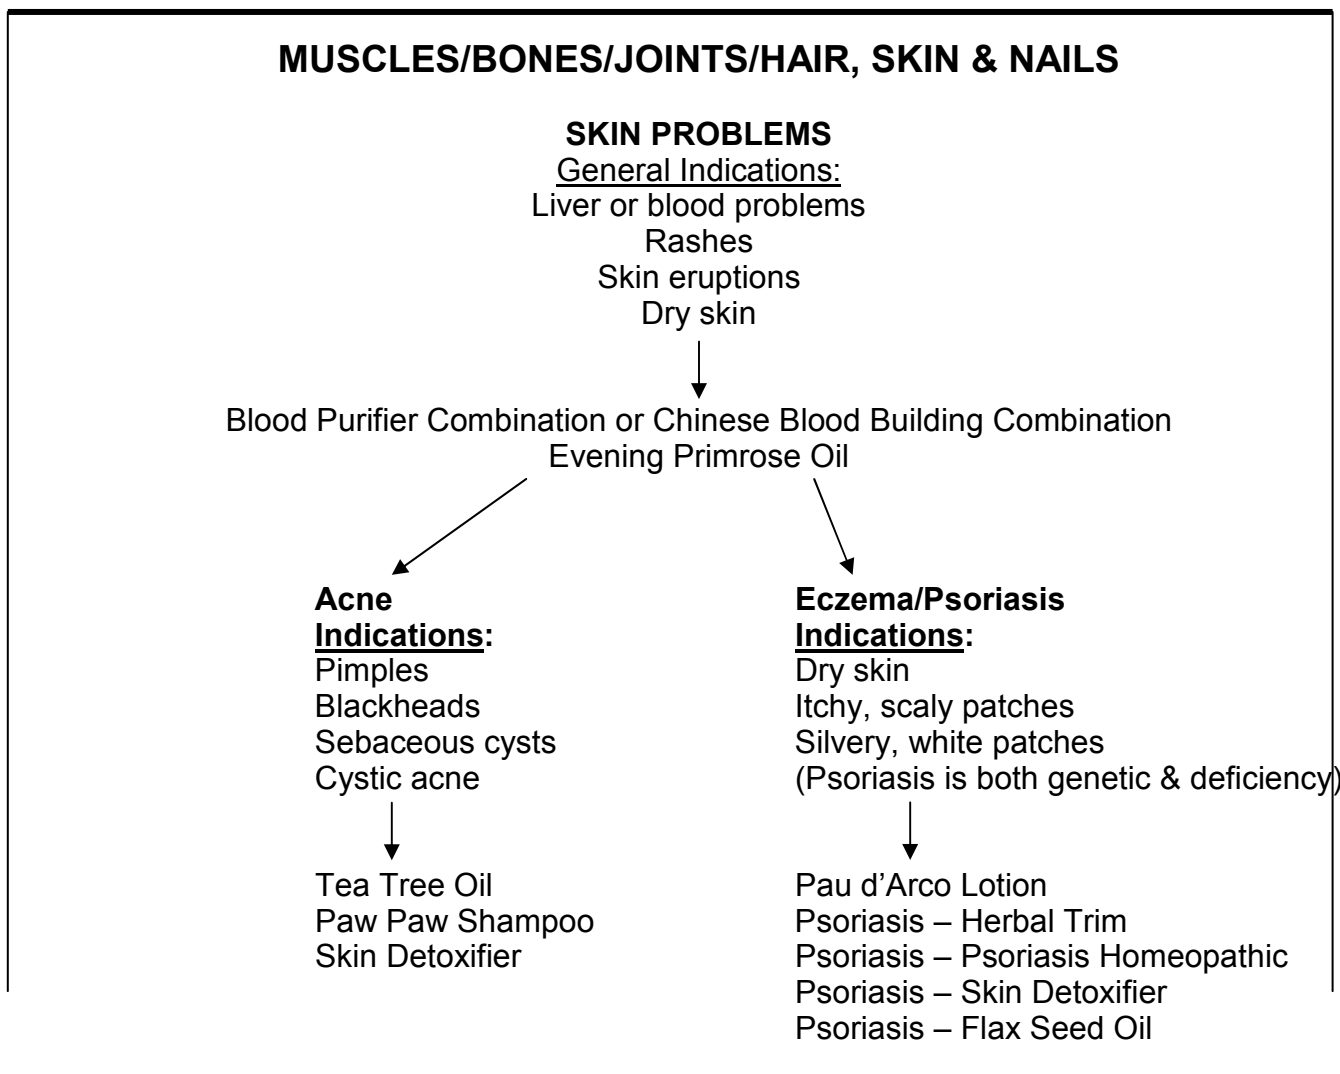 MUSCLES/BONES/JOINTS/HAIR, SKIN & NAILS
SKIN PROBLEMS
General Indications:
Liver or blood problems
Rashes
Skin eruptions
Dry skin
Blood Purifier Combination or Chinese Blood Building Combination
Evening Primrose Oil
Acne
Indications:
Pimples
Blackheads
Sebaceous cysts
Cystic acne
Tea Tree Oil
Paw Paw Shampoo
Skin Detoxifier
Eczema/Psoriasis
Indications:
Dry skin
Itchy, scaly patches
Silvery, white patches
(Psoriasis is both genetic & deficiency)
Pau d’Arco Lotion
Psoriasis – Herbal Trim
Psoriasis – Psoriasis Homeopathic
Psoriasis – Skin Detoxifier
Psoriasis – Flax Seed Oil